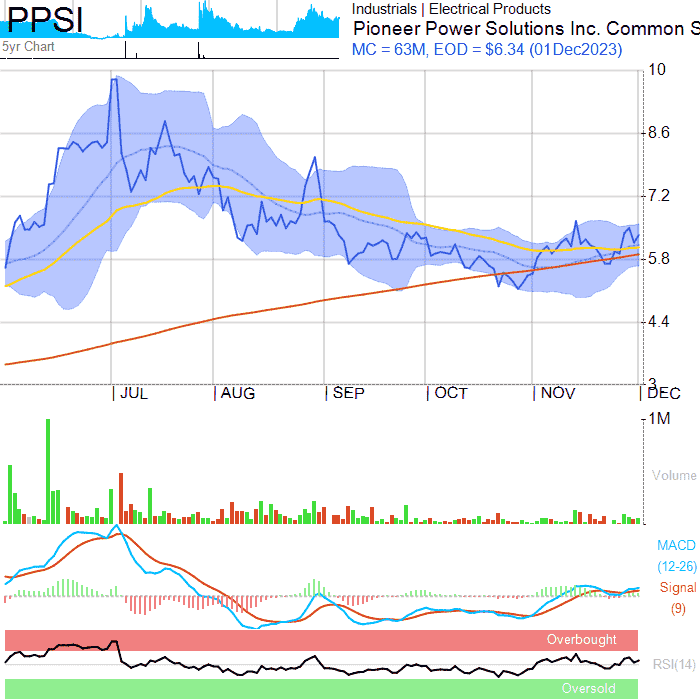 PPSI
5yr Chart
Industrials | Electrical Products
Pioneer Power Solutions Inc. Common S
MC = 63M, EOD = $6.34 (01Dec2023)
10
8.6
7.2
5.8
4.4
3
JUL
AUG
SEP
OCT
NOV
DEC
1M
Volume
MACD
(12-26)
Signal
(9)
Overbought
RSI(14)
Oversold